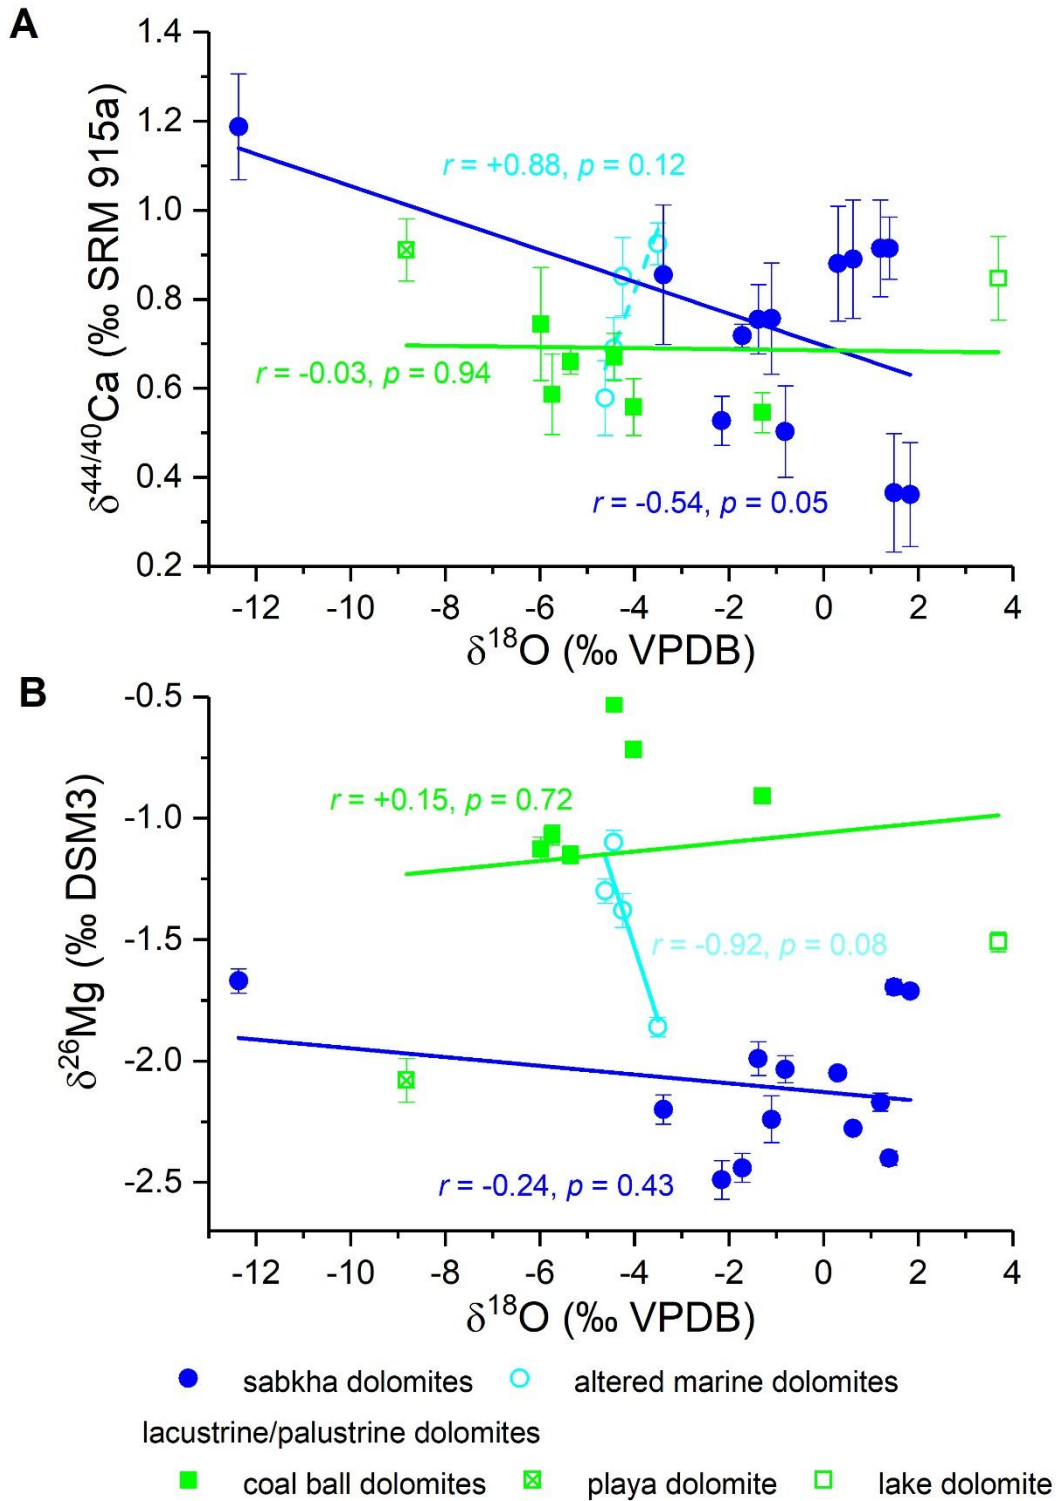 A
1.4
1.2
1.0
0.8
0.6
0.4
0.2
δ44/40Ca (‰ SRM 915a)
r = +0.88, p = 0.12
r = -0.03, p = 0.94
r = -0.54, p = 0.05
-12 -10 -8 -6 -4 -2 0 2 4
δ18O (‰ VPDB)
B
-0.5
-1.0
-1.5
-2.0
-2.5
δ26Mg (‰ DSM3)
r = +0.15, p = 0.72
r = -0.92, p = 0.08
r = -0.24, p = 0.43
-12 -10 -8 -6 -4 -2 0 2 4
δ18O (‰ VPDB)
sabkha dolomites altered marine dolomites
lacustrine/palustrine dolomites
coal ball dolomites playa dolomite lake dolomite